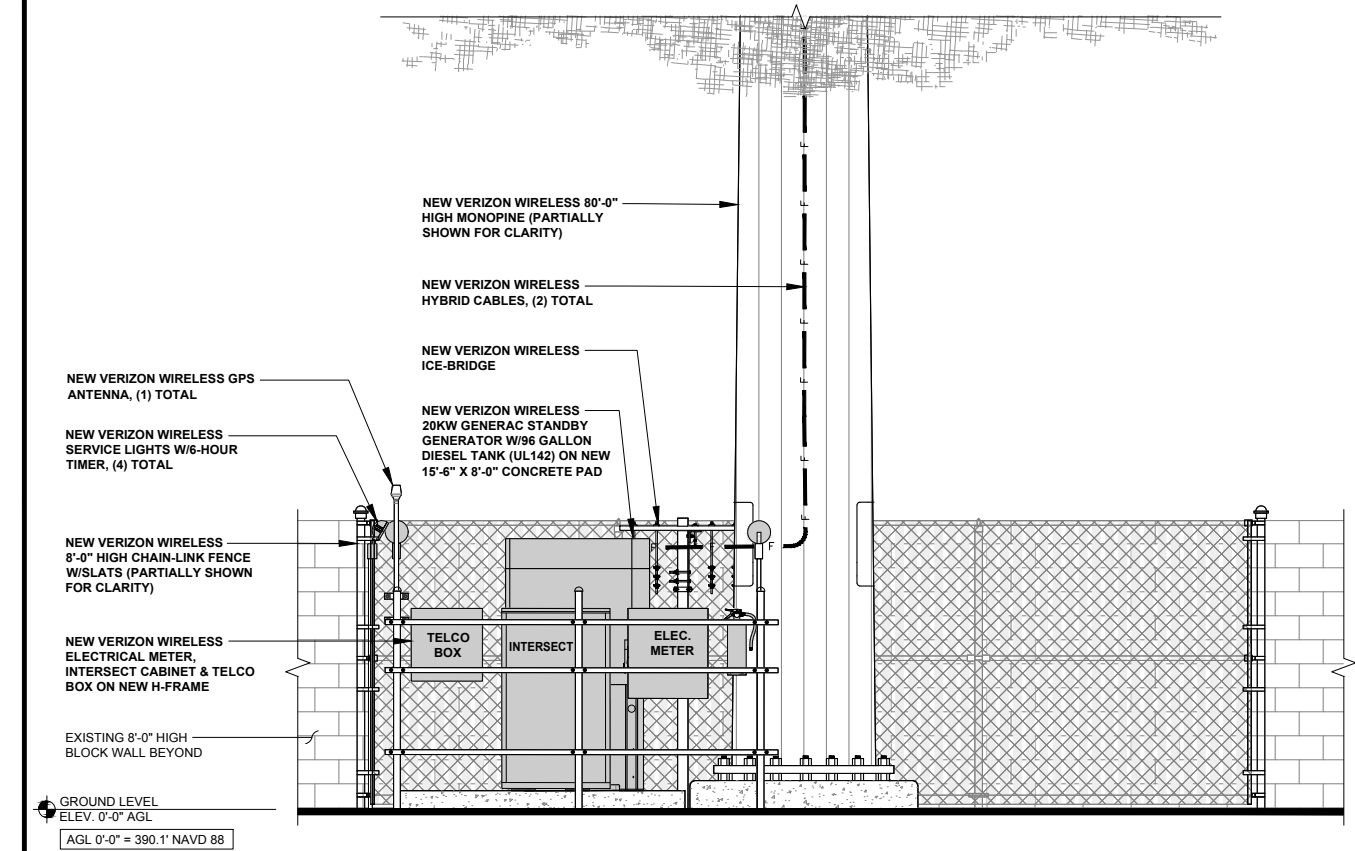 NEW VERIZON WIRELESS 80'-0"
HIGH MONOPINE (PARTIALLY
SHOWN FOR CLARITY)
F
F
F
F
F
F
F
NEW VERIZON WIRELESS
HYBRID CABLES, (2) TOTAL
NEW VERIZON WIRELESS
ICE-BRIDGE
NEW VERIZON WIRELESS
20KW GENERAC STANDBY
GENERATOR W/96 GALLON
DIESEL TANK (UL142) ON NEW
15'-6" X 8'-0" CONCRETE PAD
NEW VERIZON WIRELESS GPS
ANTENNA, (1) TOTAL
NEW VERIZON WIRELESS
SERVICE LIGHTS W/6-HOUR
TIMER, (4) TOTAL
NEW VERIZON WIRELESS
8'-0" HIGH CHAIN-LINK FENCE
W/SLATS (PARTIALLY SHOWN
FOR CLARITY)
NEW VERIZON WIRELESS
ELECTRICAL METER,
INTERSECT CABINET & TELCO
BOX ON NEW H-FRAME
EXISTING 8'-0" HIGH
BLOCK WALL BEYOND
F
F
F
TELCO
BOX
INTERSECT
ELEC.
METER
GROUND LEVEL
ELEV. 0'-0" AGL
AGL 0'-0" = 390.1' NAVD 88